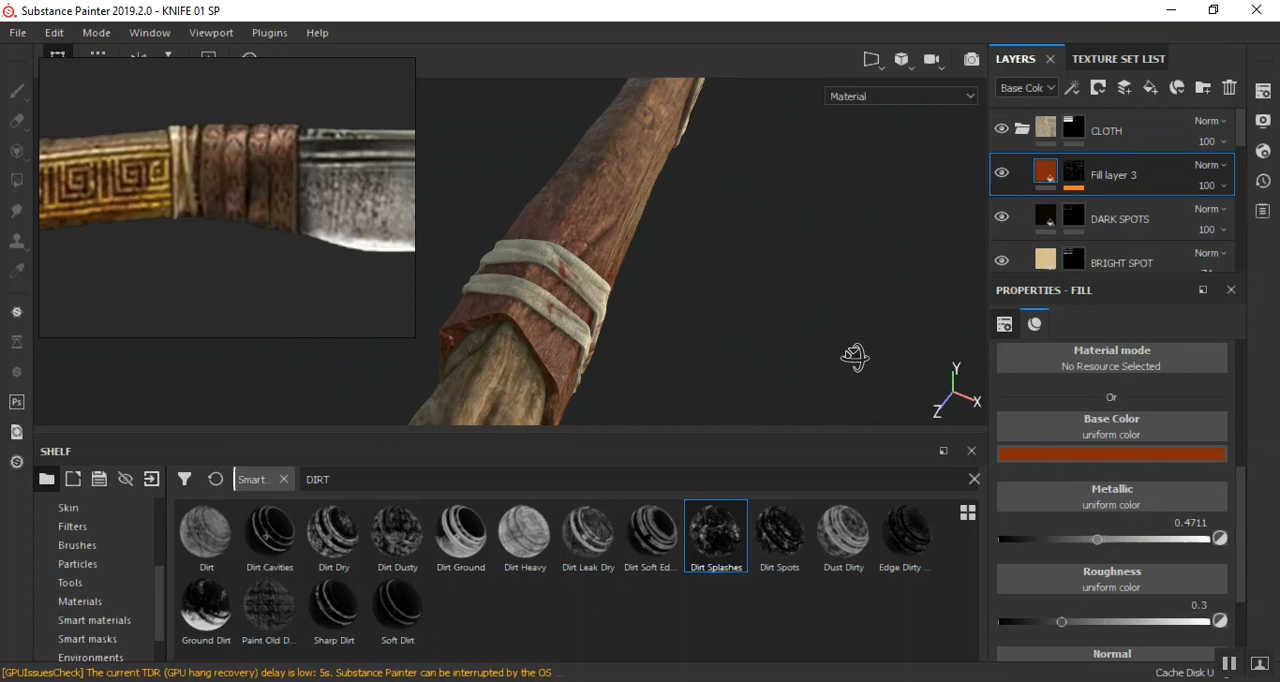 Substance Painter 2019.2.0 - KNIFE 01 SP
File Edit Mode Window Viewport Plugins Help
Material
LAYERS TEXTURE SET LIST
Base Col
CLOTH Norm 100
Fill layer 3 Norm 100
DARK SPOTS Norm 100
BRIGHT SPOT Norm
PROPERTIES - FILL
Material mode
No Resource Selected
Or
Base Color
uniform color
Metallic
uniform color
0.4711
Roughness
uniform color
0.3
Normal
Y
Z X
Ps
SHELF
Smart... DIRT
Skin
Filters
Brushes
Particles
Tools
Materials
Smart materials
Smart masks
Environments
Dirt Dirt Cavities Dirt Dry Dirt Dusty Dirt Ground Dirt Heavy Dirt Leak Dry Dirt Soft Ed... Dirt Splashes Dirt Spots Dust Dirty Edge Dirty ...
Ground Dirt Paint Old D... Sharp Dirt Soft Dirt
[GPUIssuesCheck] The current TDR (GPU hang recovery) delay is low: 5s. Substance Painter can be interrupted by the OS ...
Cache Disk U